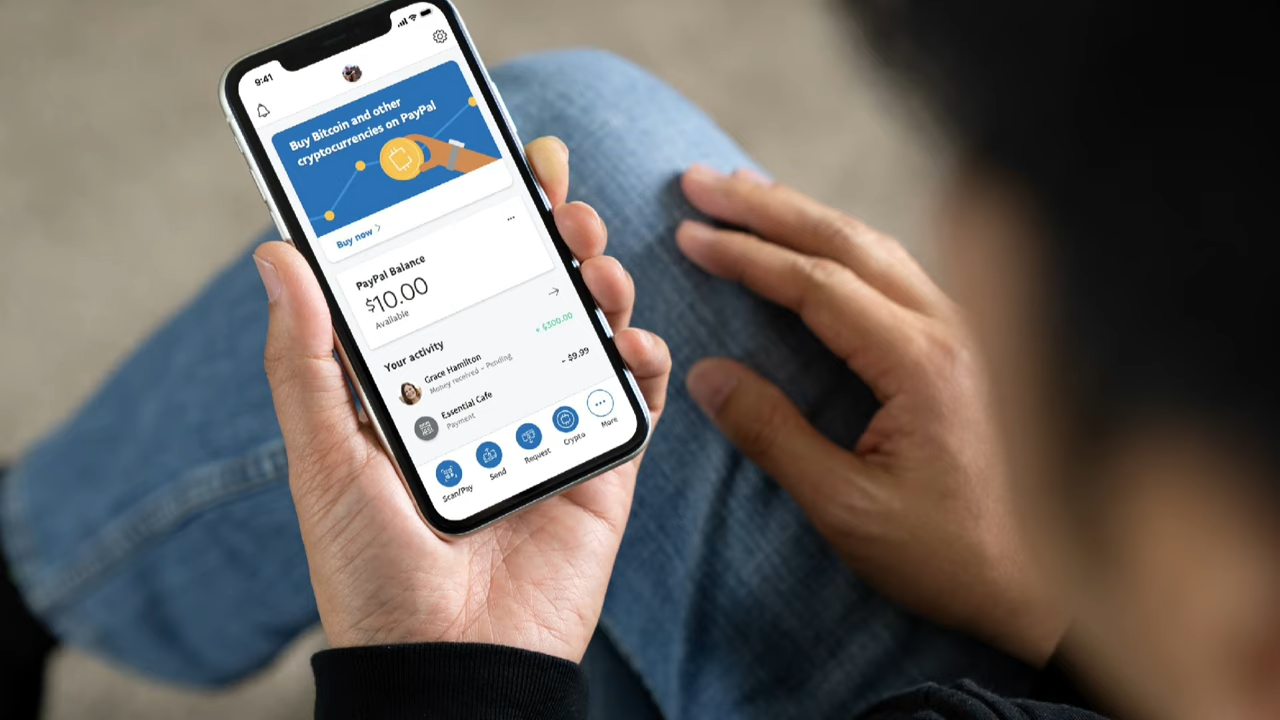 9:41
Buy Bitcoin and other
cryptocurrencies on PayPal
Buy now
PayPal Balance
$10.00
Available
Your activity
Grace Hamilton
+ $300.00
Money received - Pending
Essential Cafe
- $9.99
Payment
Scan/Pay
Send
Request
Crypto
More